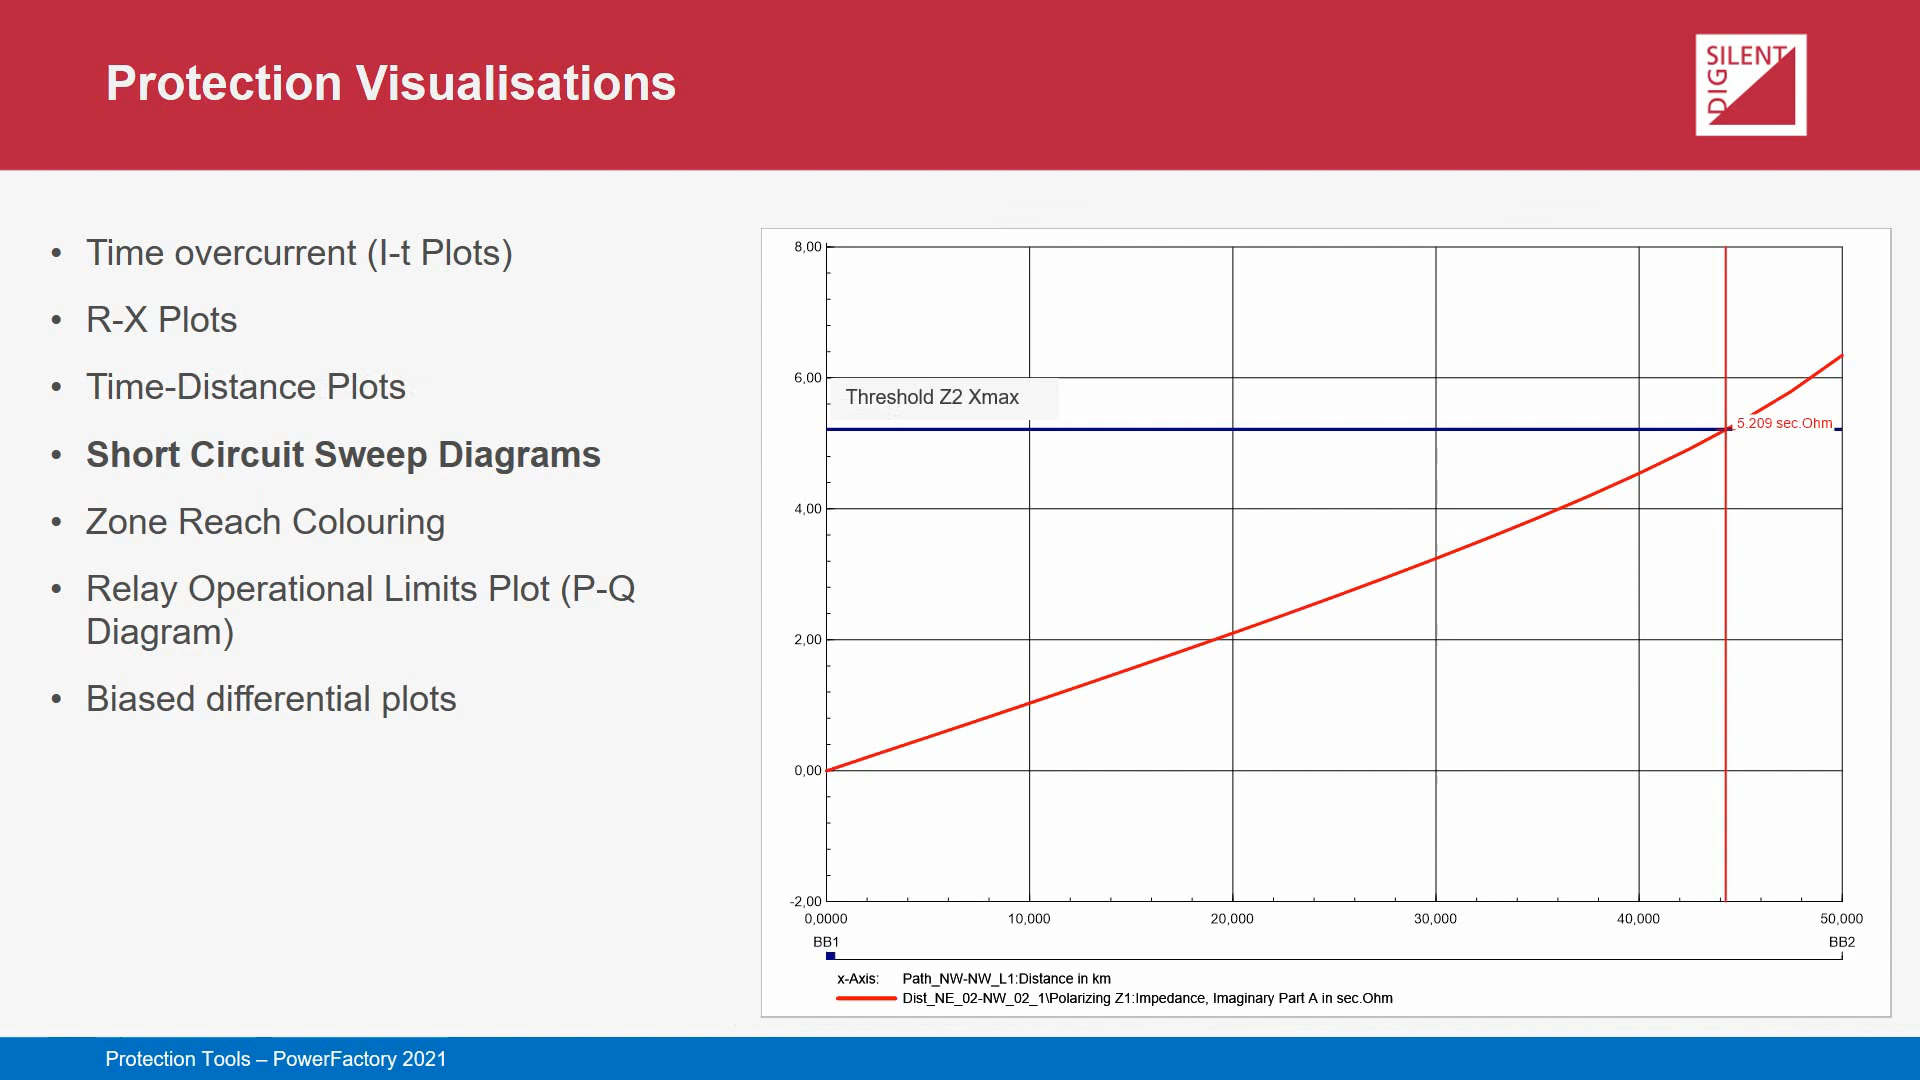 Protection Visualisations
SILENT
DIG
• Time overcurrent (I-t Plots)
• R-X Plots
• Time-Distance Plots
• Short Circuit Sweep Diagrams
• Zone Reach Colouring
• Relay Operational Limits Plot (P-Q
Diagram)
• Biased differential plots
8,00
6,00
Threshold Z2 Xmax
5.209 sec.Ohm
4,00
2,00
0,00
-2,00
0,0000 10,000 20,000 30,000 40,000 50,000
BB1 BB2
x-Axis: Path_NW-NW_L1:Distance in km
Dist_NE_02-NW_02_1\Polarizing Z1:Impedance, Imaginary Part A in sec.Ohm
Protection Tools – PowerFactory 2021